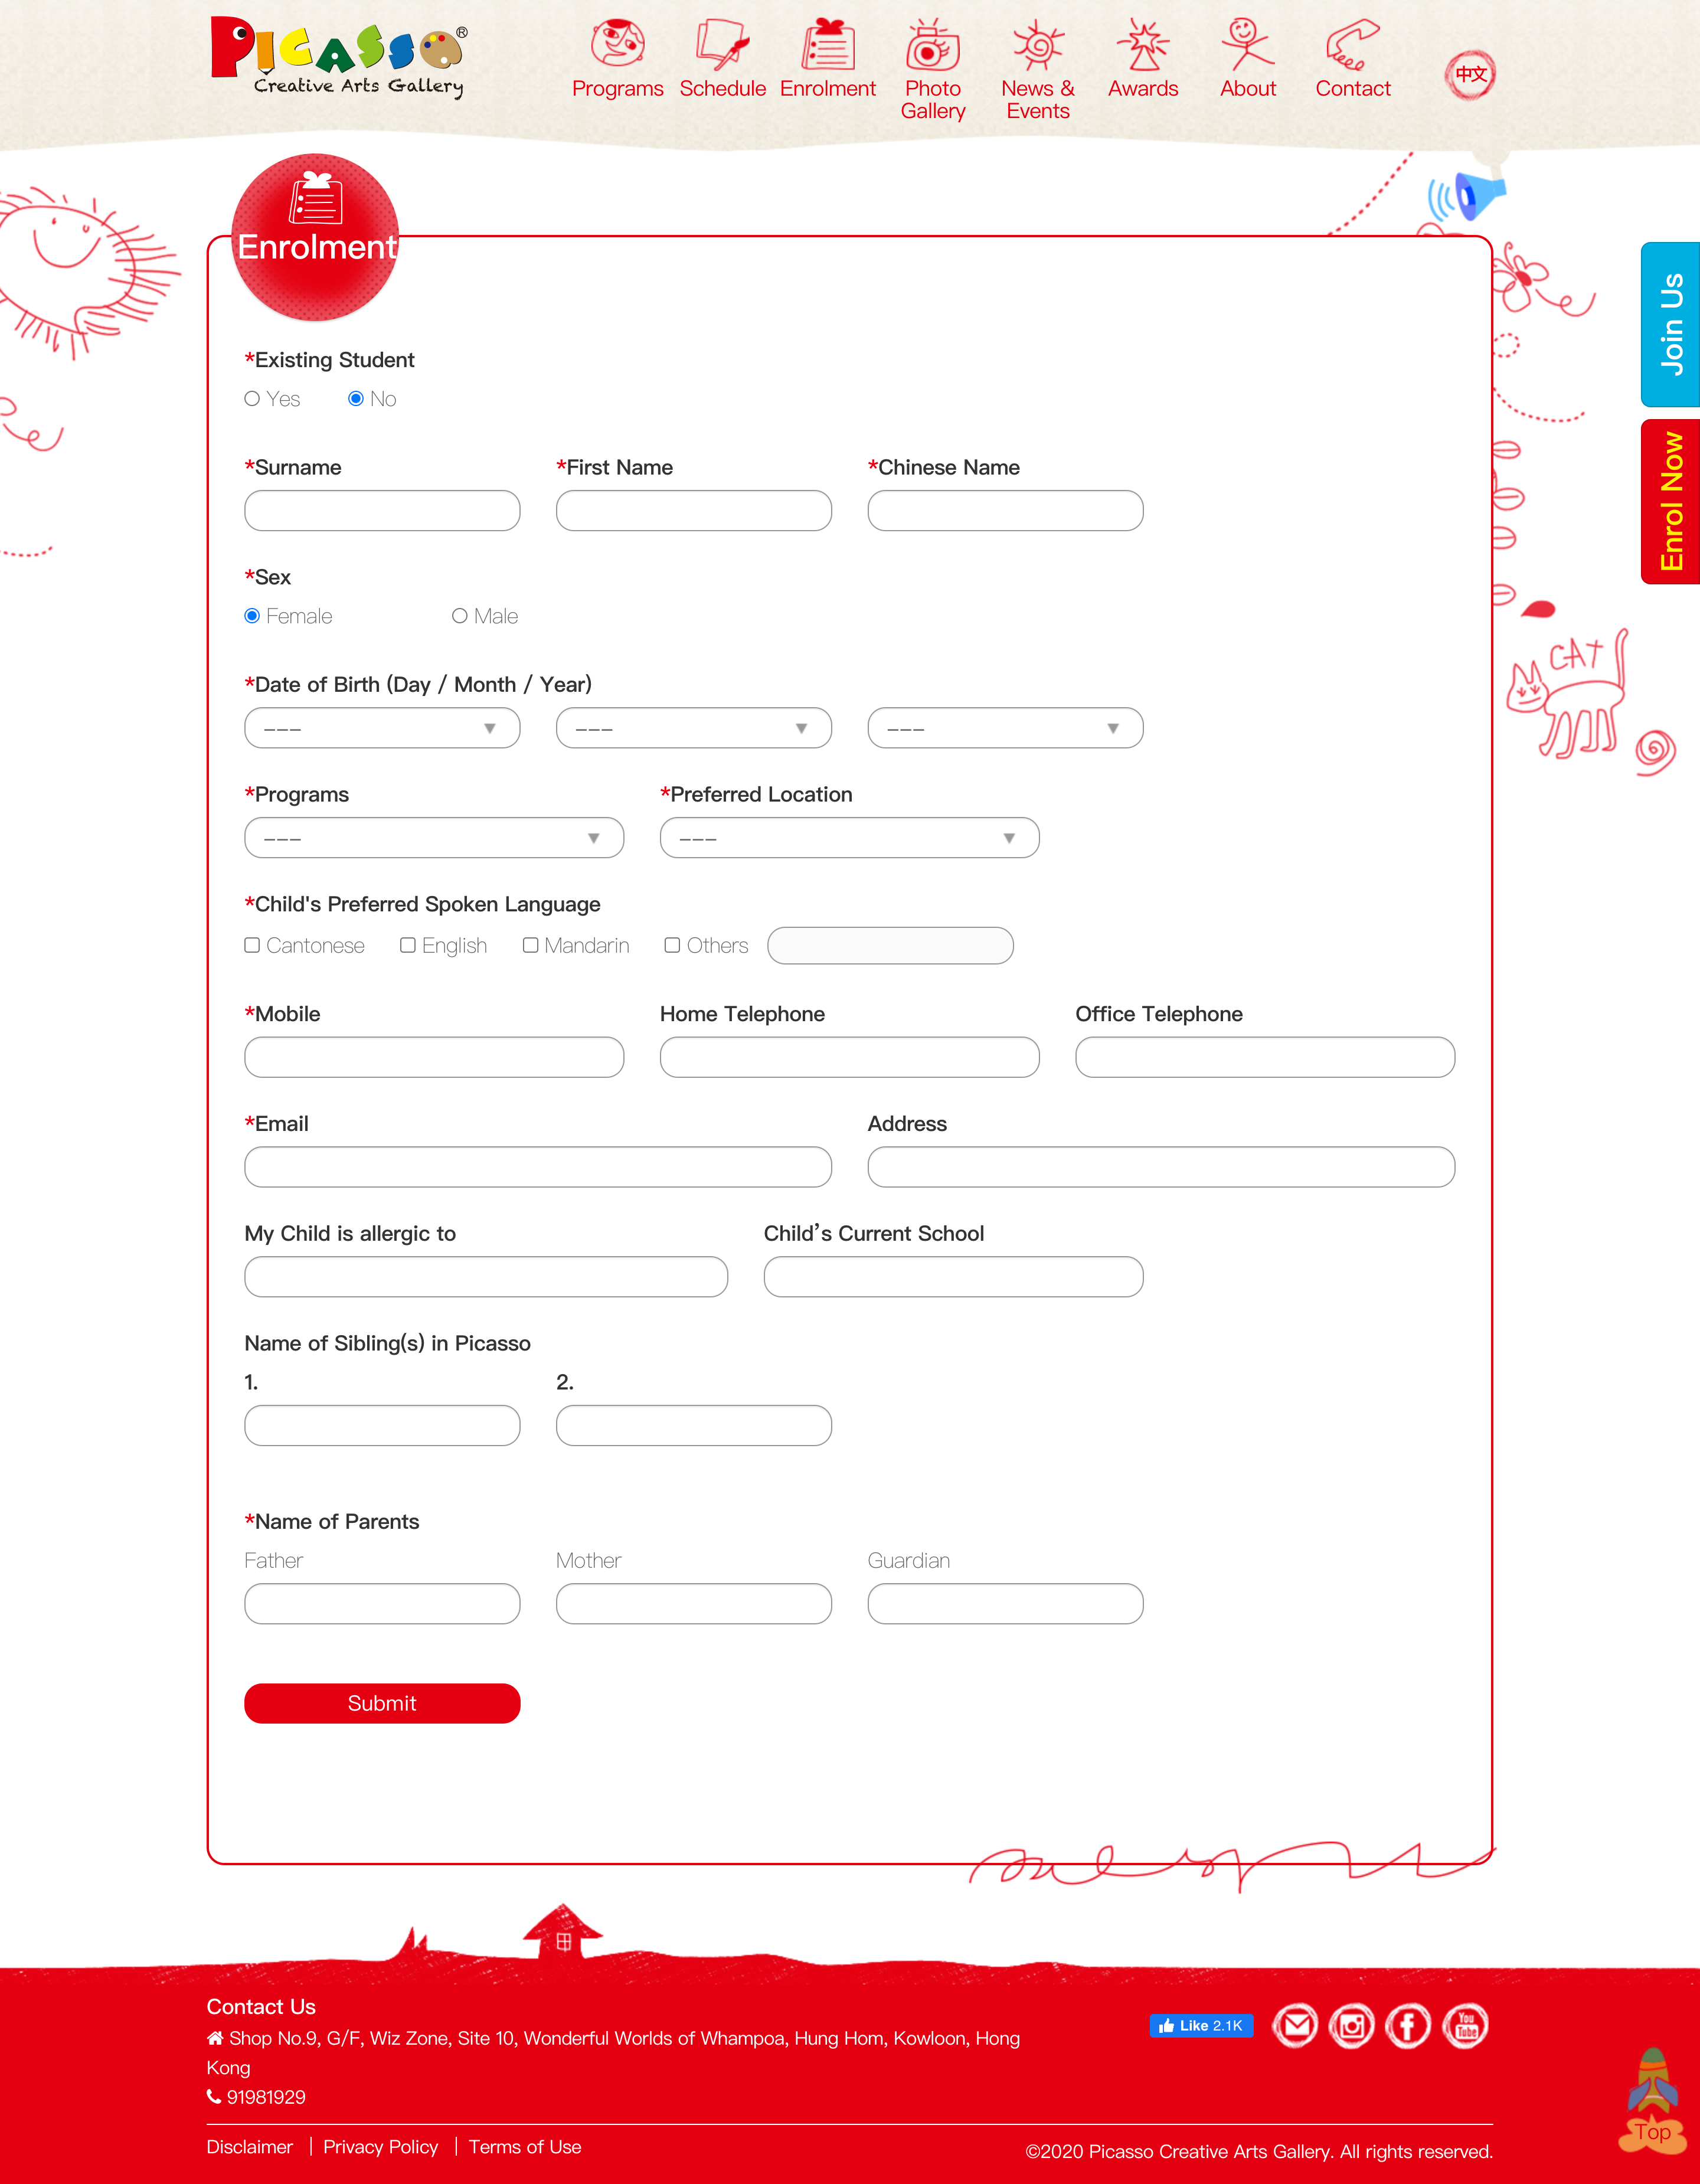 PICASSO®
Creative Arts Gallery
Programs
Schedule
Enrolment
Photo
Gallery
News &
Events
Awards
About
Contact
中文
Enrolment
Join Us
Enrol Now
*Existing Student
Yes
No
*Surname
*First Name
*Chinese Name
*Sex
Female
Male
CAT
*Date of Birth (Day / Month / Year)
---
---
---
*Programs
*Preferred Location
---
---
*Child's Preferred Spoken Language
Cantonese
English
Mandarin
Others
*Mobile
Home Telephone
Office Telephone
*Email
Address
My Child is allergic to
Child’s Current School
Name of Sibling(s) in Picasso
1.
2.
*Name of Parents
Father
Mother
Guardian
Submit
Contact Us
Shop No.9, G/F, Wiz Zone, Site 10, Wonderful Worlds of Whampoa, Hung Hom, Kowloon, Hong
Kong
91981929
Like 2.1K
You
Tube
Top
Disclaimer
Privacy Policy
Terms of Use
©2020 Picasso Creative Arts Gallery. All rights reserved.